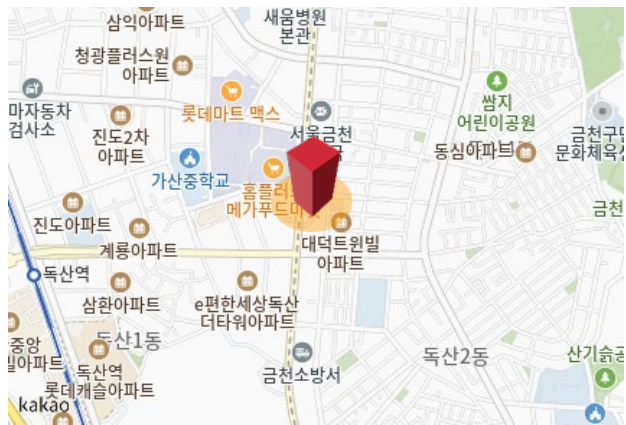 삼익아파트
새움병원
본관
청광플러스원
아파트
마자동차
검사소
롯데마트 맥스
쌈지
어린이공원
서울금천
국
진도2차
아파트
금천구민
문화체육센
동심아파트
가산중학교
홈플러
메가푸드마켓
금천
진도아파트
계룡아파트
대덕트윈빌
아파트
독산역
삼환아파트
e편한세상독산
더타워아파트
독산1동
중앙
빌아파트
독산역
롯데캐슬아파트
금천소방서
독산2동
산기슭공
kakao